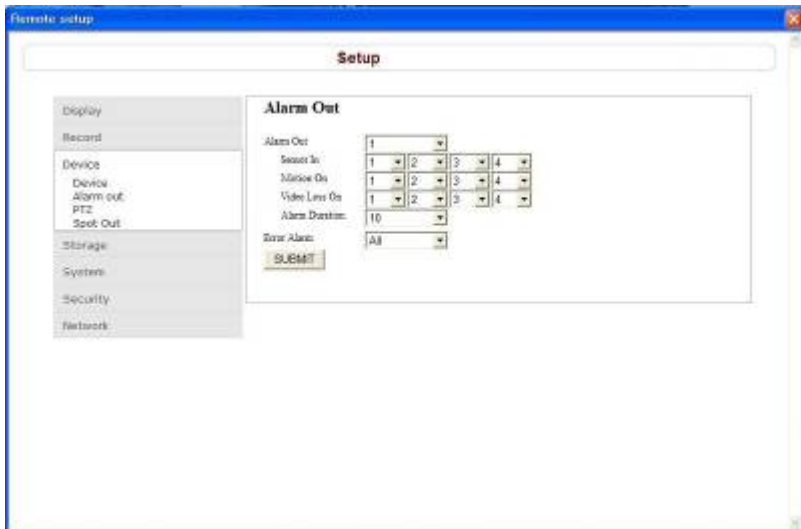 Remote setup
Setup
Display
Record
Device
Device
Alarm out
PTZ
Spot Out
Storage
System
Security
Network
Alarm Out
Alarm Out 1
Sensor In 1 2 3 4
Motion On 1 2 3 4
Video Loss On 1 2 3 4
Alarm Duration 10
Error Alarm All
SUBMIT